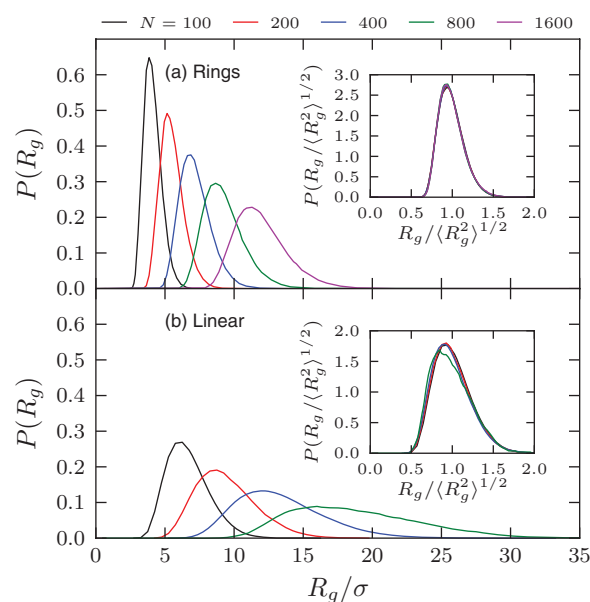 N = 100 200 400 800 1600
(a) Rings
P(R_g)
0.6
0.5
0.4
0.3
0.2
0.1
0.0
P(R_g/⟨R_g^2⟩^{1/2})
3.0
2.5
2.0
1.5
1.0
0.5
0.0
0.0 0.5 1.0 1.5 2.0
R_g/⟨R_g^2⟩^{1/2}
(b) Linear
P(R_g)
0.6
0.5
0.4
0.3
0.2
0.1
0.0
P(R_g/⟨R_g^2⟩^{1/2})
2.0
1.5
1.0
0.5
0.0
0.0 0.5 1.0 1.5 2.0
R_g/⟨R_g^2⟩^{1/2}
0 5 10 15 20 25 30 35
R_g/σ